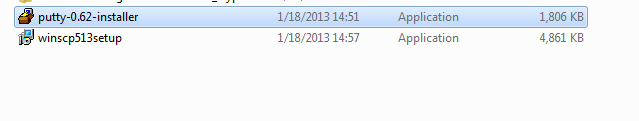 putty-0.62-installer 1/18/2013 14:51 Application 1,806 KB
winscp513setup 1/18/2013 14:57 Application 4,861 KB